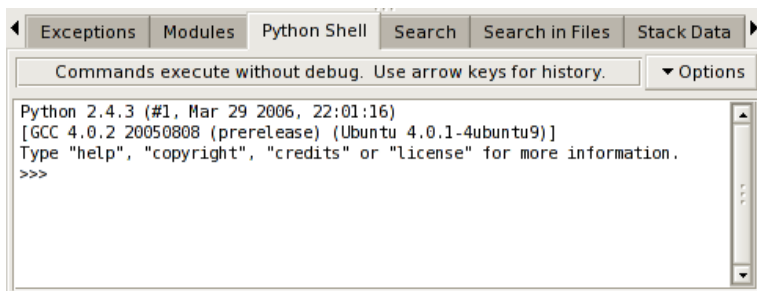 Exceptions Modules Python Shell Search Search in Files Stack Data
Commands execute without debug. Use arrow keys for history. Options
Python 2.4.3 (#1, Mar 29 2006, 22:01:16)
[GCC 4.0.2 20050808 (prerelease) (Ubuntu 4.0.1-4ubuntu9)]
Type "help", "copyright", "credits" or "license" for more information.
>>>